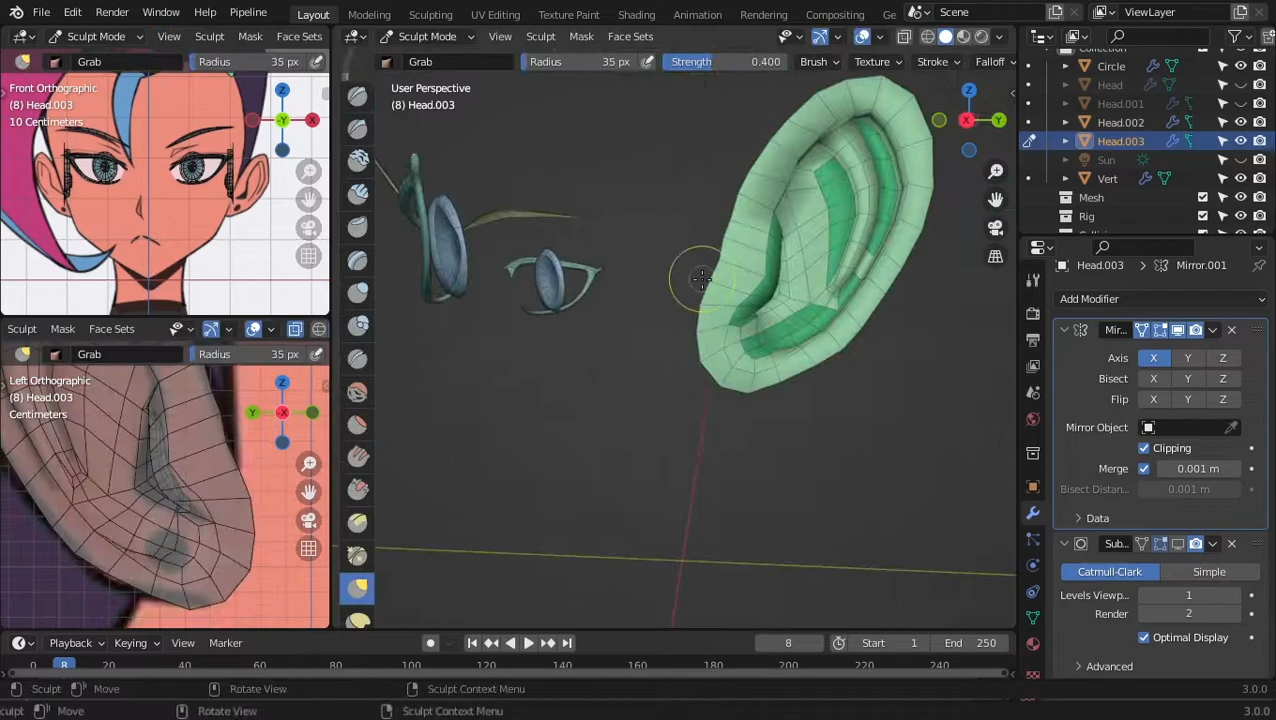 File Edit Render Window Help Pipeline Layout Modeling Sculpting UV Editing Texture Paint Shading Animation Rendering Compositing Ge Scene ViewLayer
Sculpt Mode View Sculpt Mask Face Sets
Sculpt Mode View Sculpt Mask Face Sets
Grab Radius 35 px
Grab Radius 35 px Strength 0.400 Brush Texture Stroke Falloff
Front Orthographic
(8) Head.003
10 Centimeters
User Perspective
(8) Head.003
Z
Y
X
Z
X
Y
Collection
Circle
Head
Head.001
Head.002
Head.003
Sun
Vert
Mesh
Rig
Sculpt Mask Face Sets
Grab Radius 35 px
Left Orthographic
(8) Head.003
Centimeters
Z
Y
X
Head.003 Mirror.001
Add Modifier
Mir...
Axis X Y Z
Bisect X Y Z
Flip X Y Z
Mirror Object
Clipping
Merge 0.001 m
Bisect Distan... 0.001 m
Data
Sub...
Catmull-Clark Simple
Levels Viewp... 1
Render 2
Optimal Display
Advanced
Playback Keying View Marker 8 Start 1 End 250
0 8 20 40 60 80 100 120 140 160 180 200 220 240
Sculpt Move Rotate View Sculpt Context Menu 3.0.0
sculpt Move Rotate View Sculpt Context Menu 3.0.0